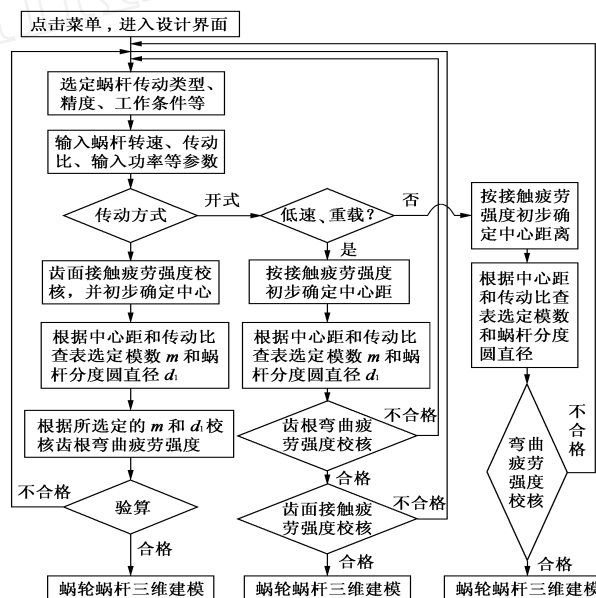 点击菜单,进入设计界面
选定蜗杆传动类型、
精度、工作条件等
输入蜗杆转速、传动
比、输入功率等参数
传动方式
开式
低速、重载?
否
是
齿面接触疲劳强度校
核，并初步确定中心
根据中心距和传动比
查表选定模数 m 和蜗
杆分度圆直径 d₁
根据所选定的 m 和 d₁校
核齿根弯曲疲劳强度
不合格
验算
合格
蜗轮蜗杆三维建模
按接触疲劳强度
初步确定中心距
根据中心距和传动比
查表选定模数 m 和蜗
杆分度圆直径 d₁
不合格
齿根弯曲疲
劳强度校核
合格
不合格
齿面接触疲
劳强度校核
合格
蜗轮蜗杆三维建模
按接触疲劳
强度初步确
定中心距离
根据中心距
和传动比查
表选定模数
和蜗杆分度
圆直径
不
合
格
弯曲
疲劳
强度
校核
合格
蜗轮蜗杆三维建模